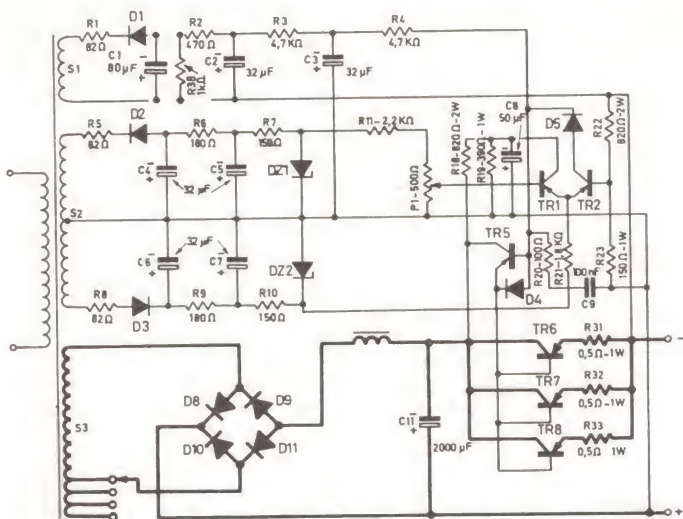 R1
82Ω
D1
C1
80µF
S1
R2
470Ω
R38
1KΩ
R3
4,7KΩ
C2
32µF
C3
32µF
R4
4,7KΩ
R5
82Ω
D2
R6
180Ω
R7
150Ω
R11-2,2KΩ
C4
C5
32µF
DZ1
P1-500Ω
R18-820Ω-2W
R19-390Ω-1W
C8
50µF
D5
R22
820Ω-2W
TR1
TR2
S2
32µF
C6
C7
DZ2
TR5
R20-100Ω
R21-1,8KΩ
100nF
C9
R23
150Ω-1W
D4
R8
82Ω
D3
R9
180Ω
R10
150Ω
S3
D8
D9
D10
D11
C11
2000µF
TR6
R31
0,5Ω-1W
TR7
R32
0,5Ω-1W
TR8
R33
0,5Ω 1W
-
+